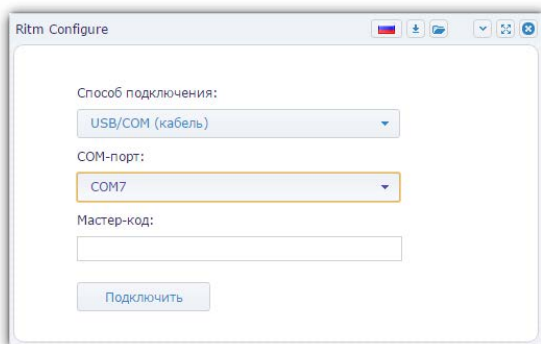 Ritm Configure
Способ подключения:
USB/COM (кабель)
COM-порт:
COM7
Мастер-код:
Подключить